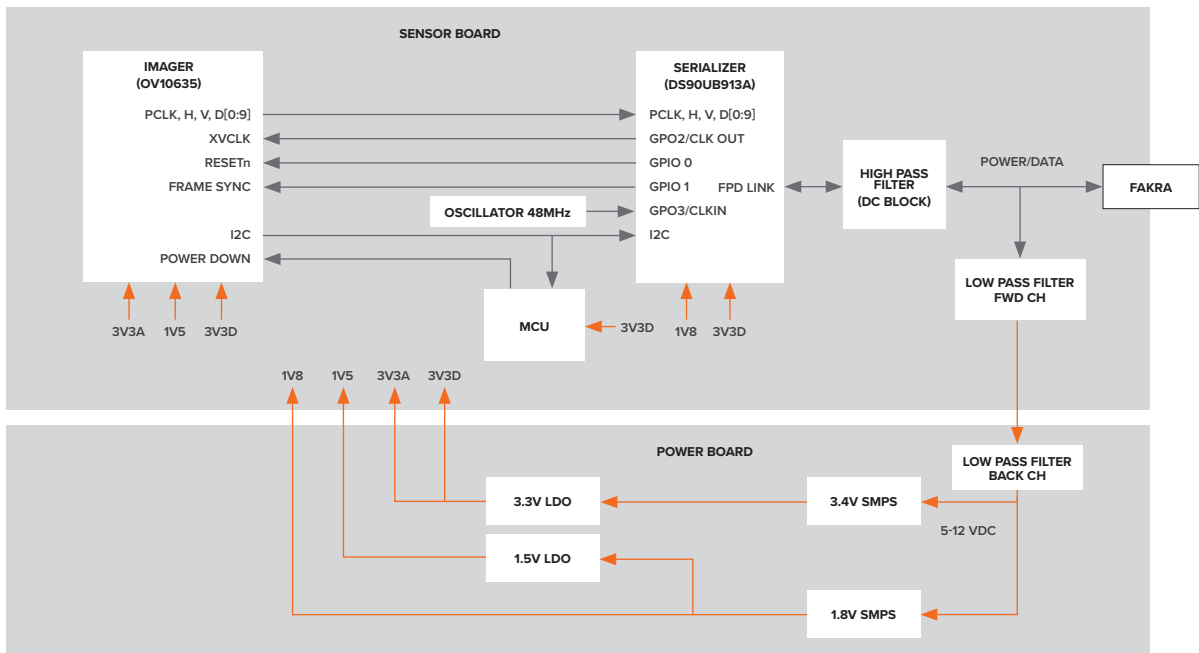 SENSOR BOARD
IMAGER
(OV10635)
PCLK, H, V, D[0:9]
XVCLK
RESETn
FRAME SYNC
I2C
POWER DOWN
3V3A
1V5
3V3D
OSCILLATOR 48MHz
MCU
3V3D
SERIALIZER
(DS90UB913A)
PCLK, H, V, D[0:9]
GPO2/CLK OUT
GPIO 0
GPIO 1
FPD LINK
GPO3/CLKIN
I2C
1V8
3V3D
HIGH PASS
FILTER
(DC BLOCK)
POWER/DATA
FAKRA
LOW PASS FILTER
FWD CH
1V8
1V5
3V3A
3V3D
POWER BOARD
LOW PASS FILTER
BACK CH
3.3V LDO
3.4V SMPS
5-12 VDC
1.5V LDO
1.8V SMPS